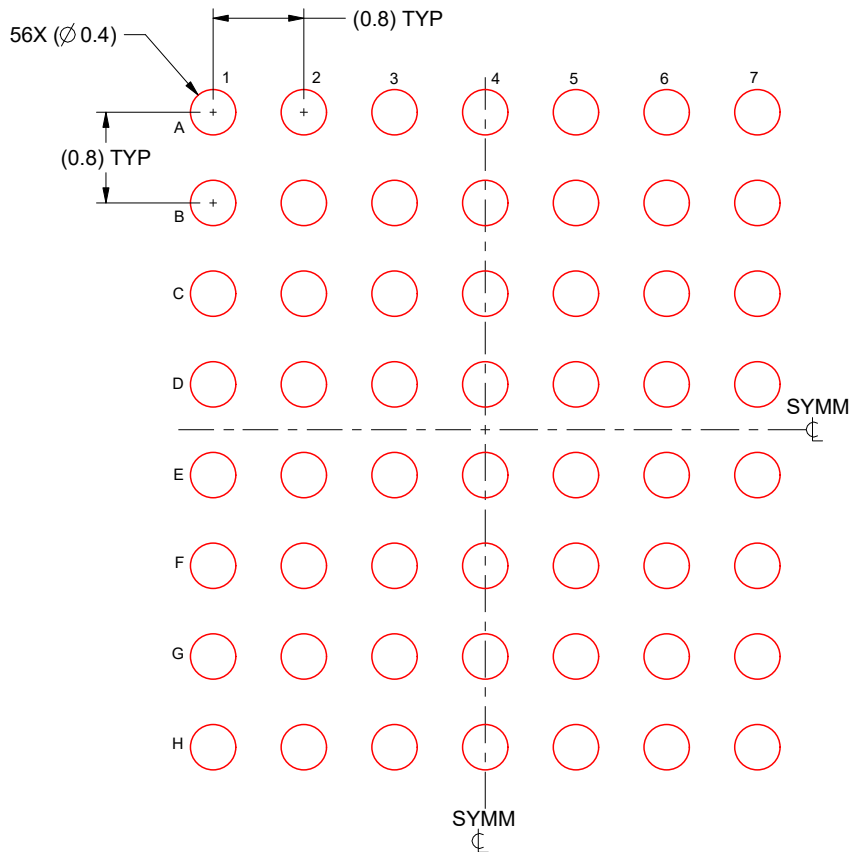 (0.8) TYP
56X (∅ 0.4)
1 2 3 4 5 6 7
A
(0.8) TYP
B
C
D
SYMM
℄
E
F
G
H
SYMM
℄